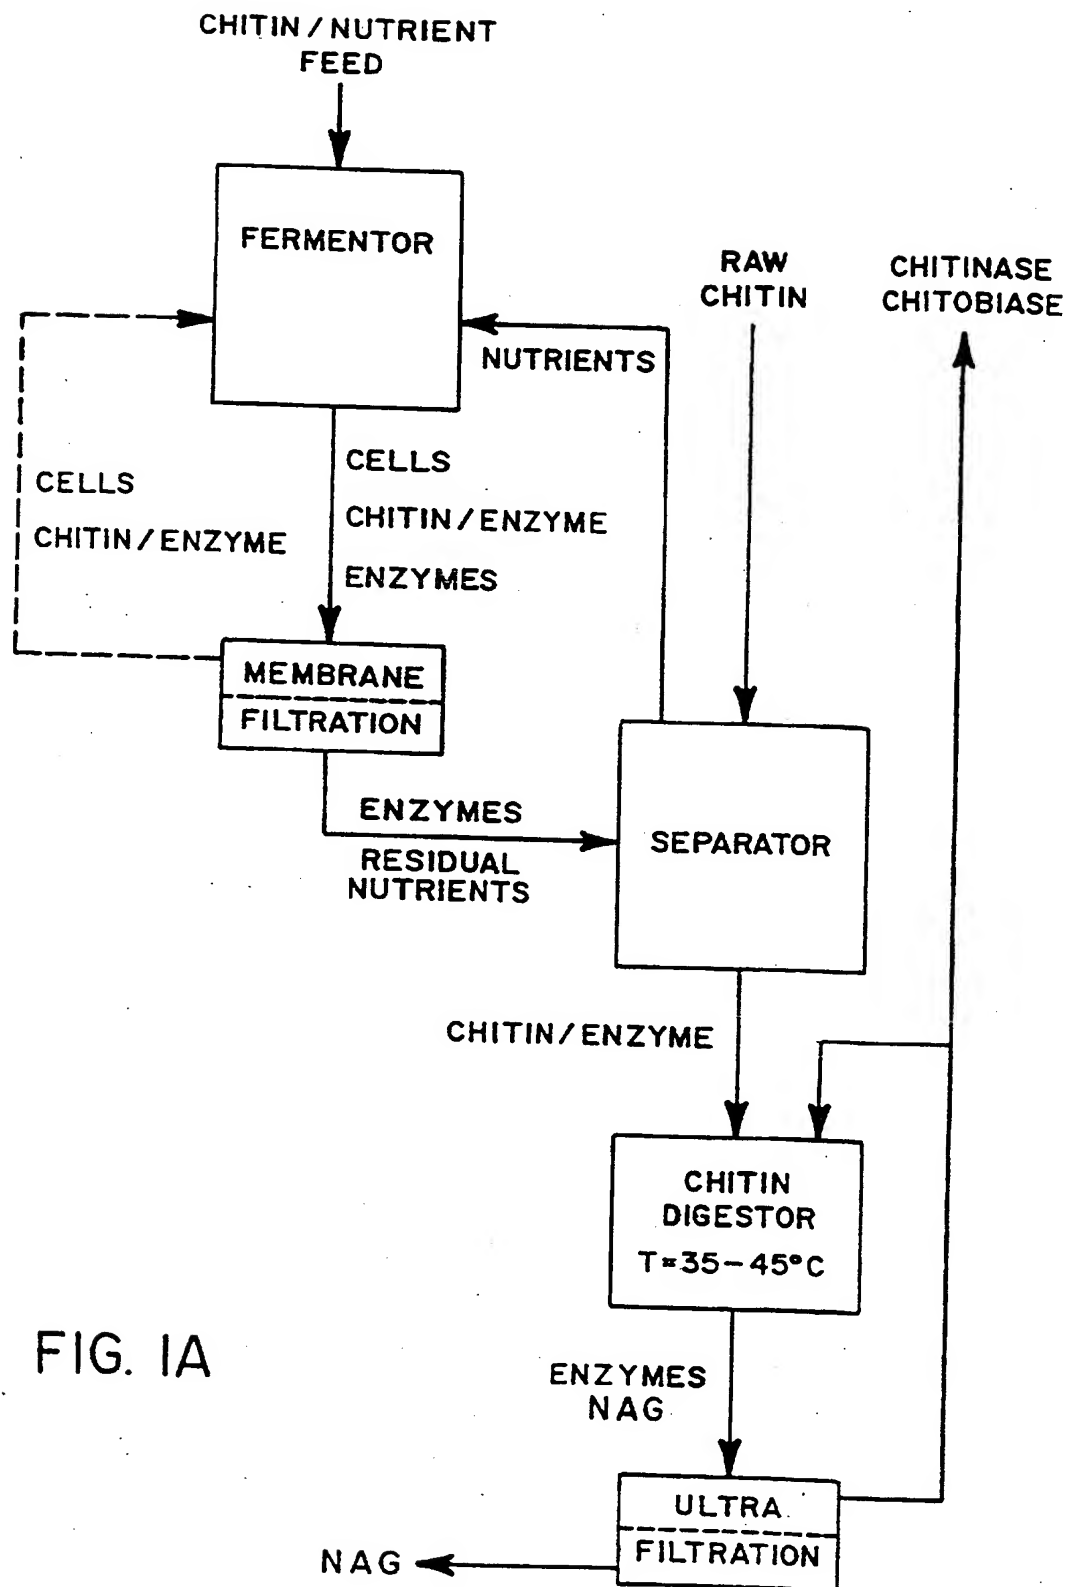 CHITIN / NUTRIENT
FEED
FERMENTOR
RAW
CHITIN
CHITINASE
CHITOBIASE
NUTRIENTS
CELLS
CHITIN / ENZYME
CELLS
CHITIN / ENZYME
ENZYMES
MEMBRANE
FILTRATION
ENZYMES
RESIDUAL
NUTRIENTS
SEPARATOR
CHITIN/ENZYME
CHITIN
DIGESTOR
T=35-45°C
FIG. 1A
ENZYMES
NAG
ULTRA
FILTRATION
NAG